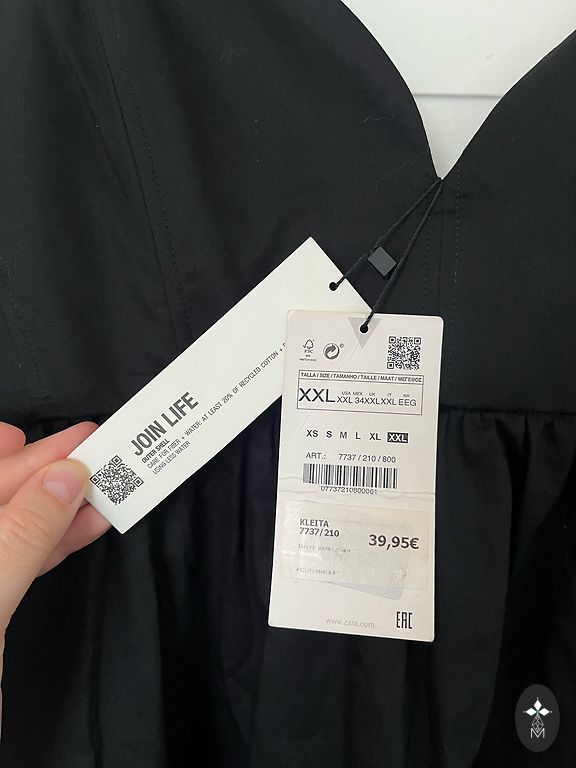 JOIN LIFE
OUTER SHELL
CARE FOR FIBER + WATER: AT LEAST 20% OF RECYCLED COTTON +
USING LESS WATER
FSC
TALLA / SIZE / TAMANHO / TAILLE / MAAT / ΜΕΓΕΘΟΣ
USA MEX UK IT BR
XXL XXL 34 XXL XXL EEG
XS S M L XL XXL
ART.: 7737 / 210 / 800
07737210800001
KLEITA
7737/210
39,95€
www.zara.com
EAC
M